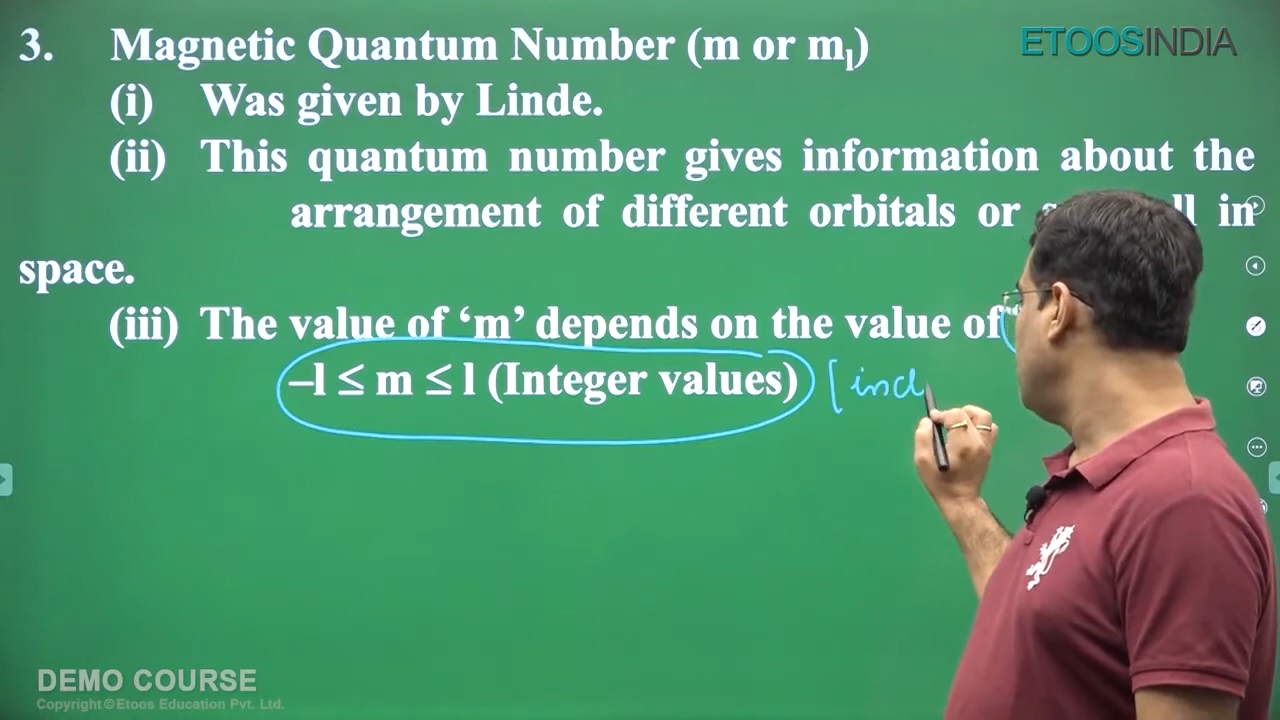 ETOOSINDIA
3. Magnetic Quantum Number (m or mₗ)
(i) Was given by Linde.
(ii) This quantum number gives information about the
arrangement of different orbitals or in
space.
(iii) The value of ‘m’ depends on the value of
–l ≤ m ≤ l (Integer values) [incl
DEMO COURSE
Copyright©Etoos Education Pvt. Ltd.